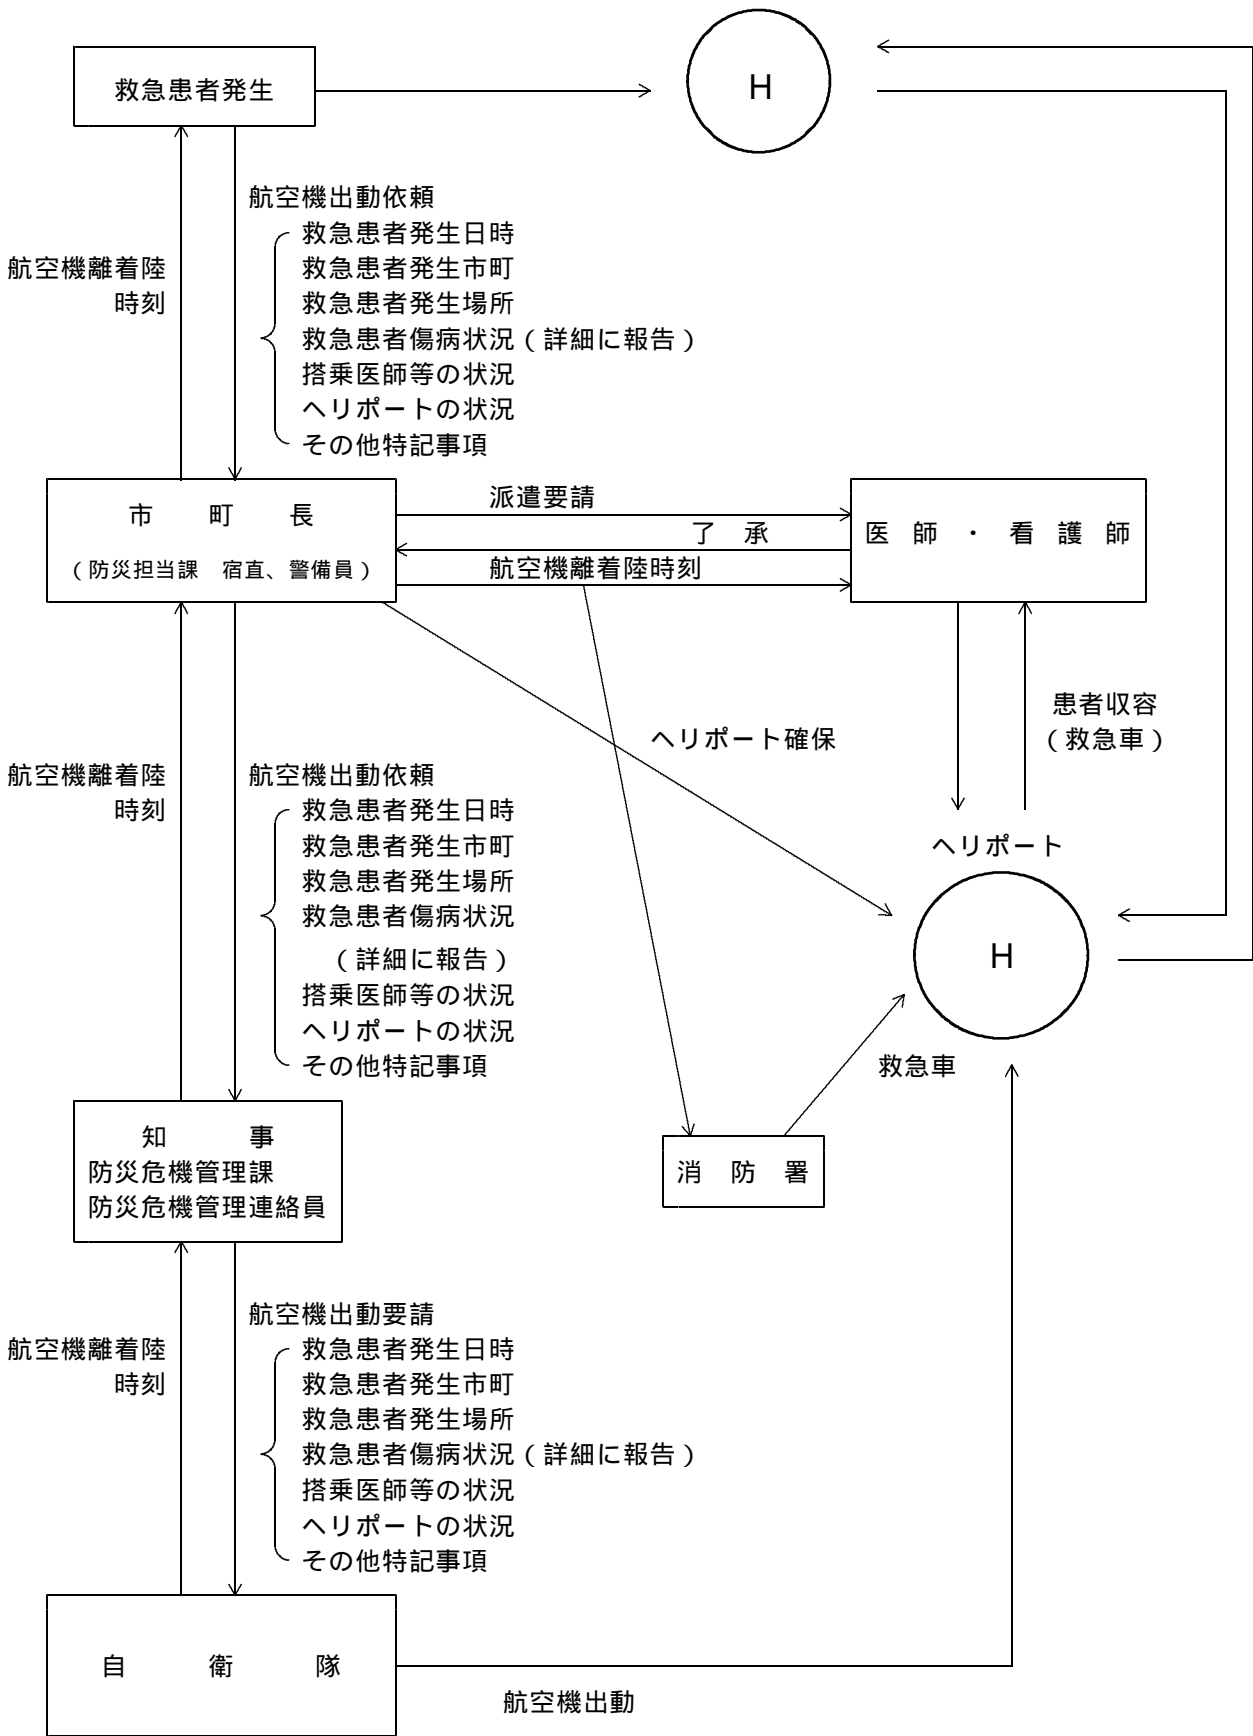 救急患者発生
H
航空機出動依頼
救急患者発生日時
救急患者発生市町
救急患者発生場所
救急患者傷病状況（詳細に報告）
搭乗医師等の状況
ヘリポートの状況
その他特記事項
航空機離着陸
時刻
市　町　長
（防災担当課　宿直、警備員）
派遣要請
了　承
航空機離着陸時刻
医　師　・　看　護　師
患者収容
（救急車）
ヘリポート確保
ヘリポート
H
航空機離着陸
時刻
航空機出動依頼
救急患者発生日時
救急患者発生市町
救急患者発生場所
救急患者傷病状況
（詳細に報告）
搭乗医師等の状況
ヘリポートの状況
その他特記事項
救急車
知　　　事
防災危機管理課
防災危機管理連絡員
消　防　署
航空機離着陸
時刻
航空機出動要請
救急患者発生日時
救急患者発生市町
救急患者発生場所
救急患者傷病状況（詳細に報告）
搭乗医師等の状況
ヘリポートの状況
その他特記事項
自　　　衛　　　隊
航空機出動